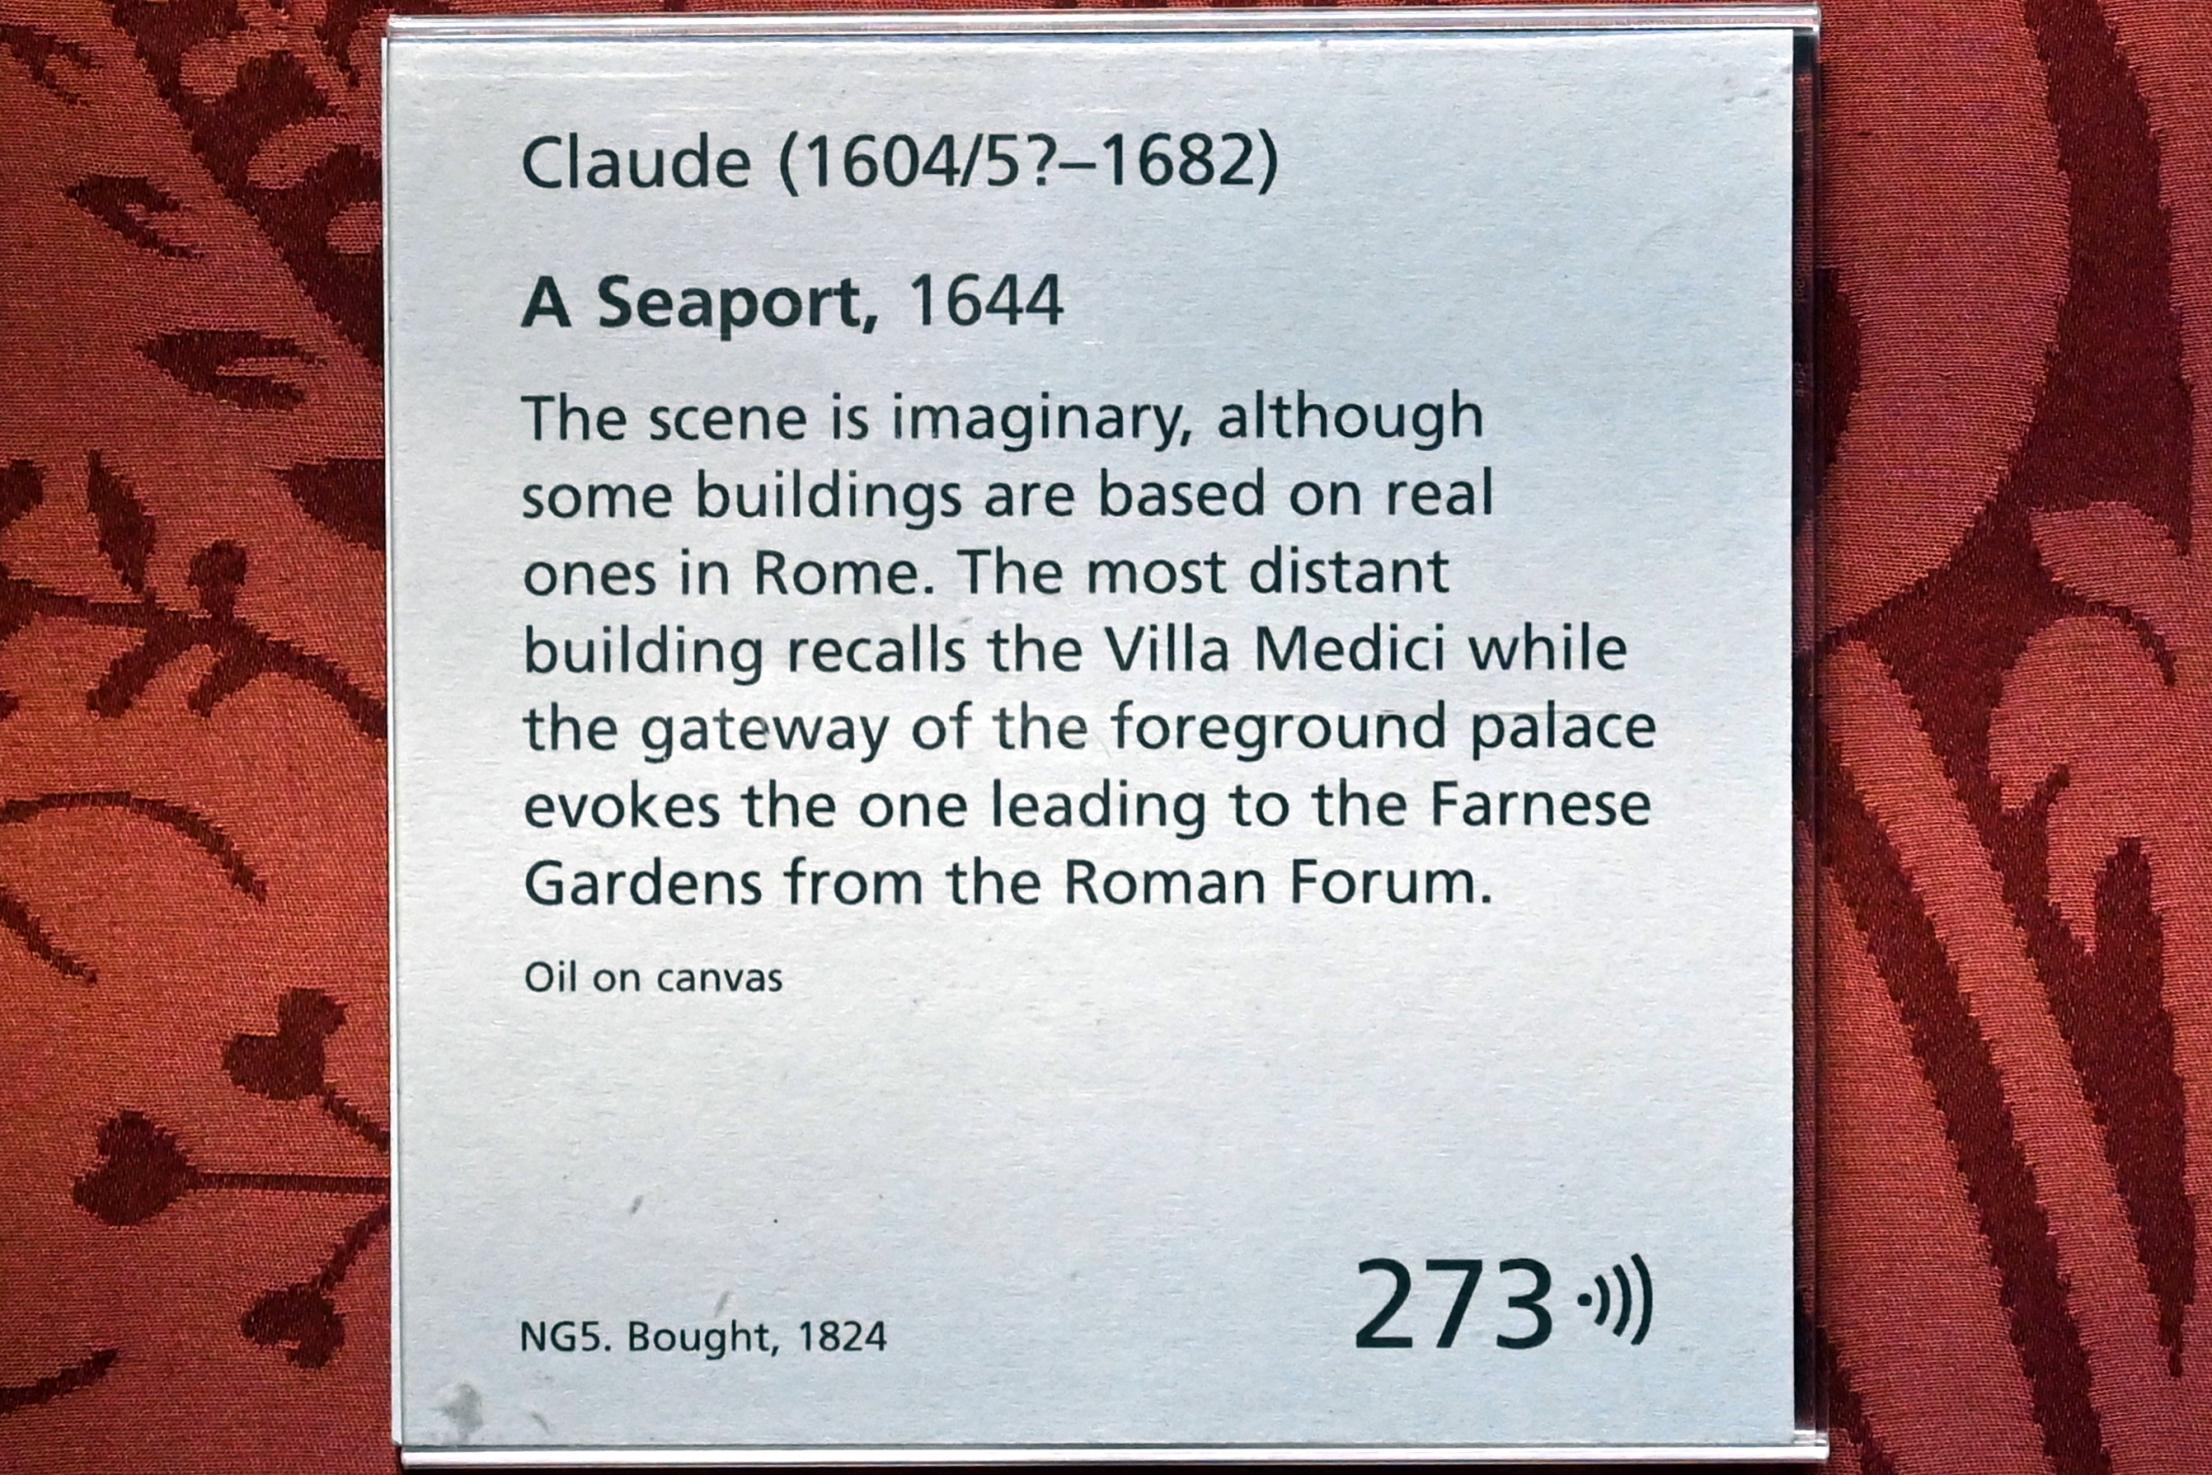 Claude (1604/5?–1682)
A Seaport, 1644
The scene is imaginary, although
some buildings are based on real
ones in Rome. The most distant
building recalls the Villa Medici while
the gateway of the foreground palace
evokes the one leading to the Farnese
Gardens from the Roman Forum.
Oil on canvas
NG5. Bought, 1824
273